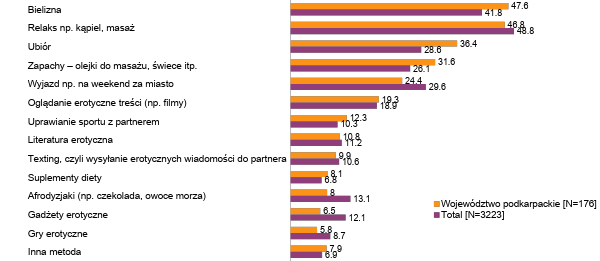 Bielizna 47.6
41.8
Relaks np. kąpiel, masaż 46.8
48.8
Ubiór 36.4
28.6
Zapachy – olejki do masażu, świece itp. 31.6
26.1
Wyjazd np. na weekend za miasto 24.4
29.6
Oglądanie erotyczne treści (np. filmy) 19.3
18.9
Uprawianie sportu z partnerem 12.3
10.3
Literatura erotyczna 10.8
11.2
Texting, czyli wysyłanie erotycznych wiadomości do partnera 9.9
10.6
Suplementy diety 8.1
6.8
Afrodyzjaki (np. czekolada, owoce morza) 8
13.1
Gadżety erotyczne 6.5
12.1
Gry erotyczne 5.8
8.7
Inna metoda 7.9
6.9
Województwo podkarpackie [N=176]
Total [N=3223]